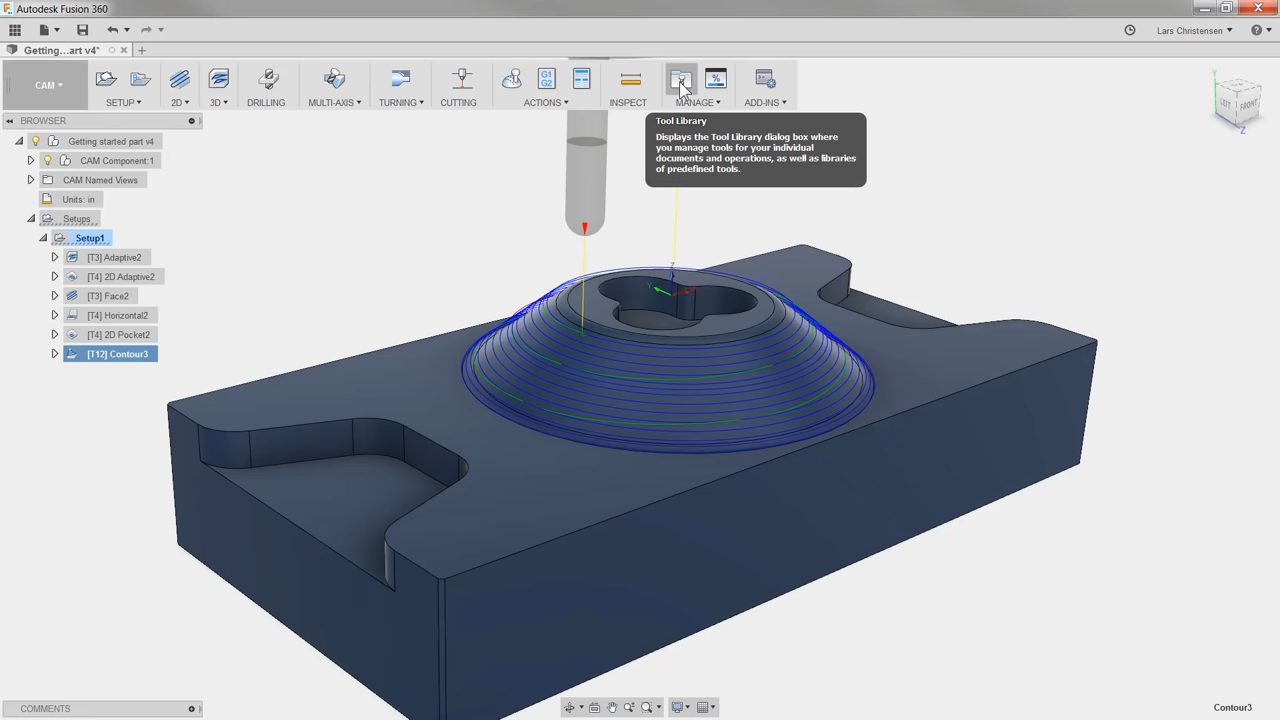 Autodesk Fusion 360
Lars Christensen
Getting...art v4*
CAM
SETUP
2D
3D
DRILLING
MULTI-AXIS
TURNING
CUTTING
G1
G2
ACTIONS
INSPECT
%
MANAGE
ADD-INS
BROWSER
Tool Library
Displays the Tool Library dialog box where
you manage tools for your individual
documents and operations, as well as libraries
of predefined tools.
Getting started part v4
CAM Component:1
CAM Named Views
Units: in
Setups
Setup1
[T3] Adaptive2
[T4] 2D Adaptive2
[T3] Face2
[T4] Horizontal2
[T4] 2D Pocket2
[T12] Contour3
Y
LEFT
FRONT
Z
Z
Y
COMMENTS
Contour3